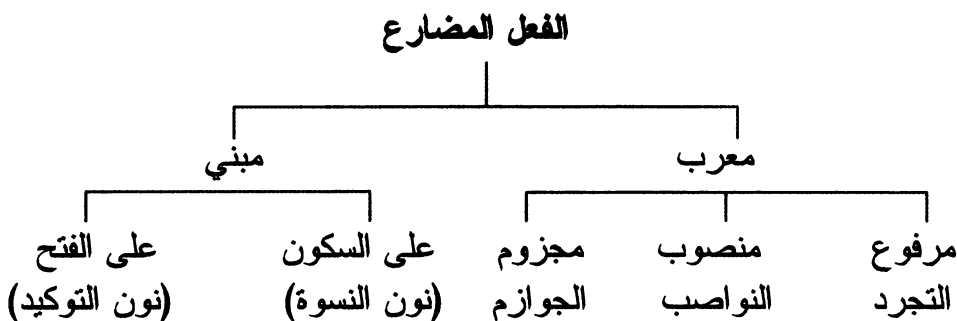 الفعل المضارع
معرب مبني
مرفوع منصوب مجزوم على السكون على الفتح
التجرد النواصب الجوازم (نون النسوة) (نون التوكيد)